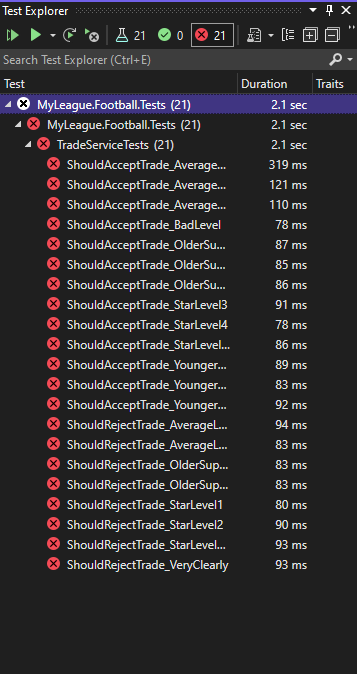 Test Explorer
21 0 21
Search Test Explorer (Ctrl+E)
Test Duration Traits
MyLeague.Football.Tests (21) 2.1 sec
MyLeague.Football.Tests (21) 2.1 sec
TradeServiceTests (21) 2.1 sec
ShouldAcceptTrade_Average... 319 ms
ShouldAcceptTrade_Average... 121 ms
ShouldAcceptTrade_Average... 110 ms
ShouldAcceptTrade_BadLevel 78 ms
ShouldAcceptTrade_OlderSu... 87 ms
ShouldAcceptTrade_OlderSu... 85 ms
ShouldAcceptTrade_OlderSu... 86 ms
ShouldAcceptTrade_StarLevel3 91 ms
ShouldAcceptTrade_StarLevel4 78 ms
ShouldAcceptTrade_StarLevel... 86 ms
ShouldAcceptTrade_Younger... 89 ms
ShouldAcceptTrade_Younger... 83 ms
ShouldAcceptTrade_Younger... 92 ms
ShouldRejectTrade_AverageL... 94 ms
ShouldRejectTrade_AverageL... 83 ms
ShouldRejectTrade_OlderSup... 83 ms
ShouldRejectTrade_OlderSup... 83 ms
ShouldRejectTrade_StarLevel1 80 ms
ShouldRejectTrade_StarLevel2 90 ms
ShouldRejectTrade_StarLevel... 93 ms
ShouldRejectTrade_VeryClearly 93 ms